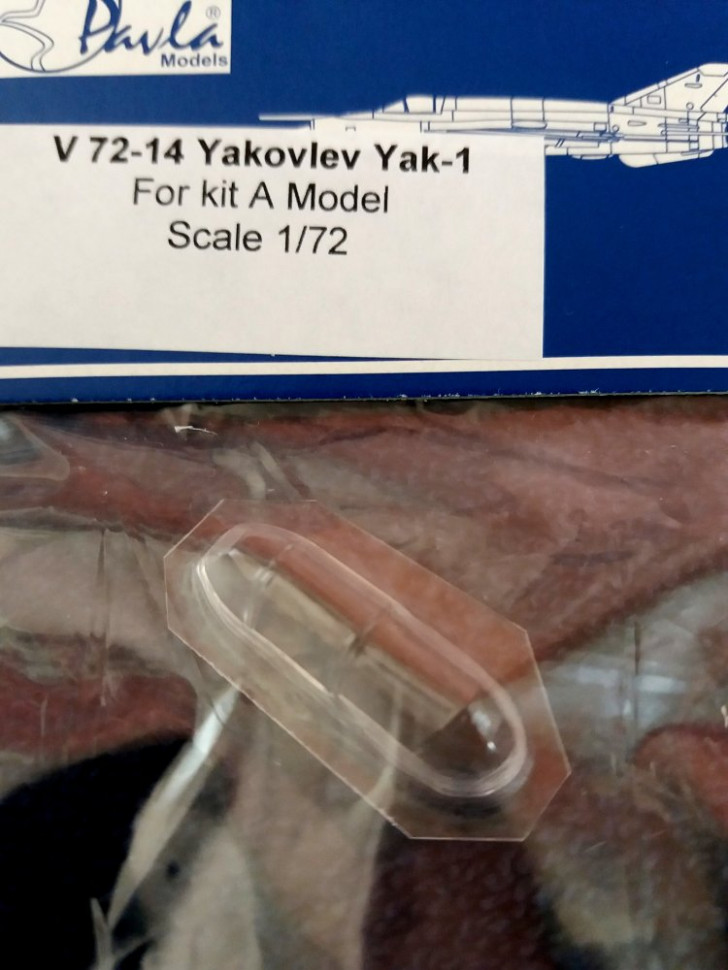 Pavla®
Models
V 72-14 Yakovlev Yak-1
For kit A Model
Scale 1/72